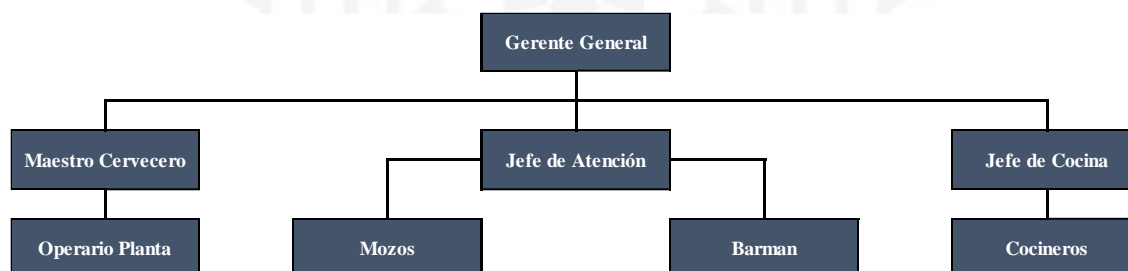 Gerente General
Maestro Cervecero
Jefe de Atención
Jefe de Cocina
Operario Planta
Mozos
Barman
Cocineros